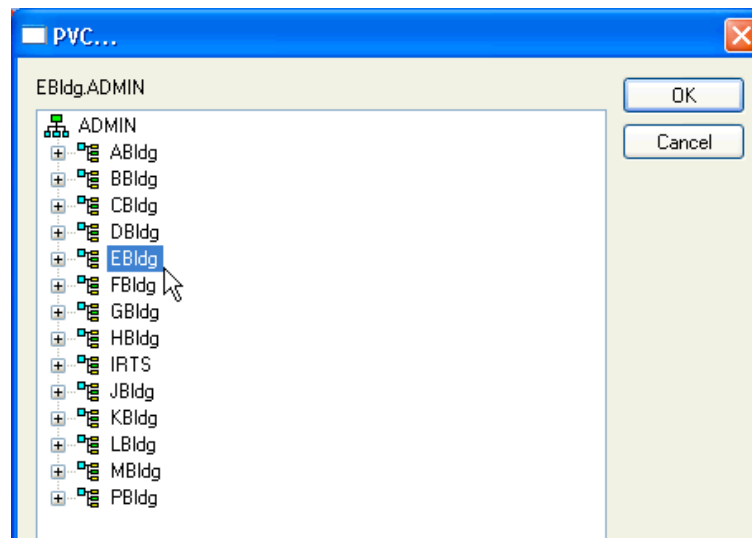 PVC...
EBldg.ADMIN
OK
Cancel
ADMIN
ABldg
BBldg
CBldg
DBldg
EBldg
FBldg
GBldg
HBldg
IRTS
JBldg
KBldg
LBldg
MBldg
PBldg